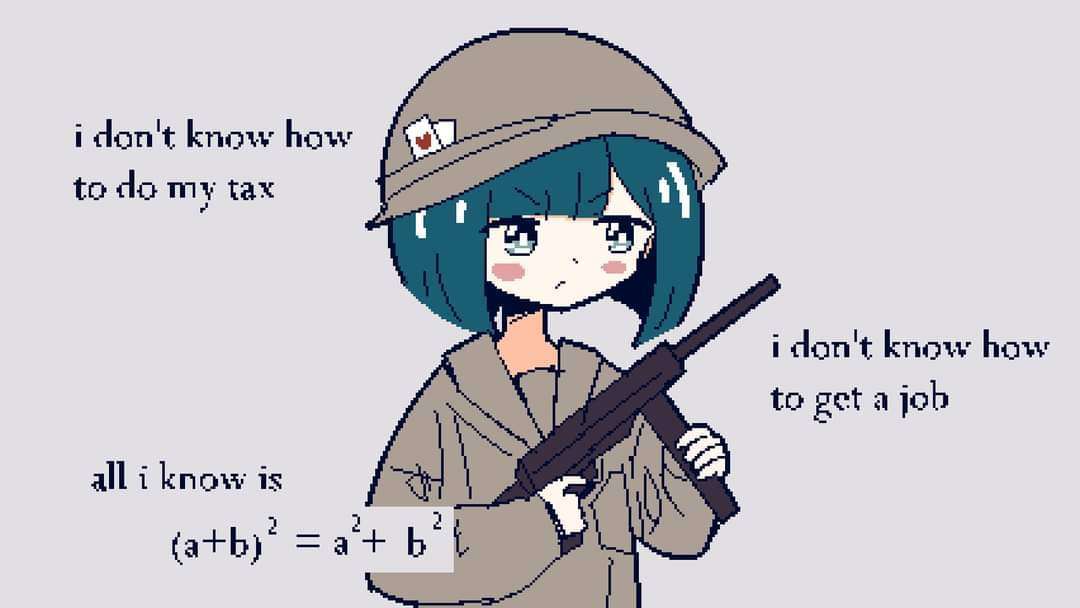 i don't know how
to do my tax
i don't know how
to get a job
all i know is
(a+b)² = a²+ b²